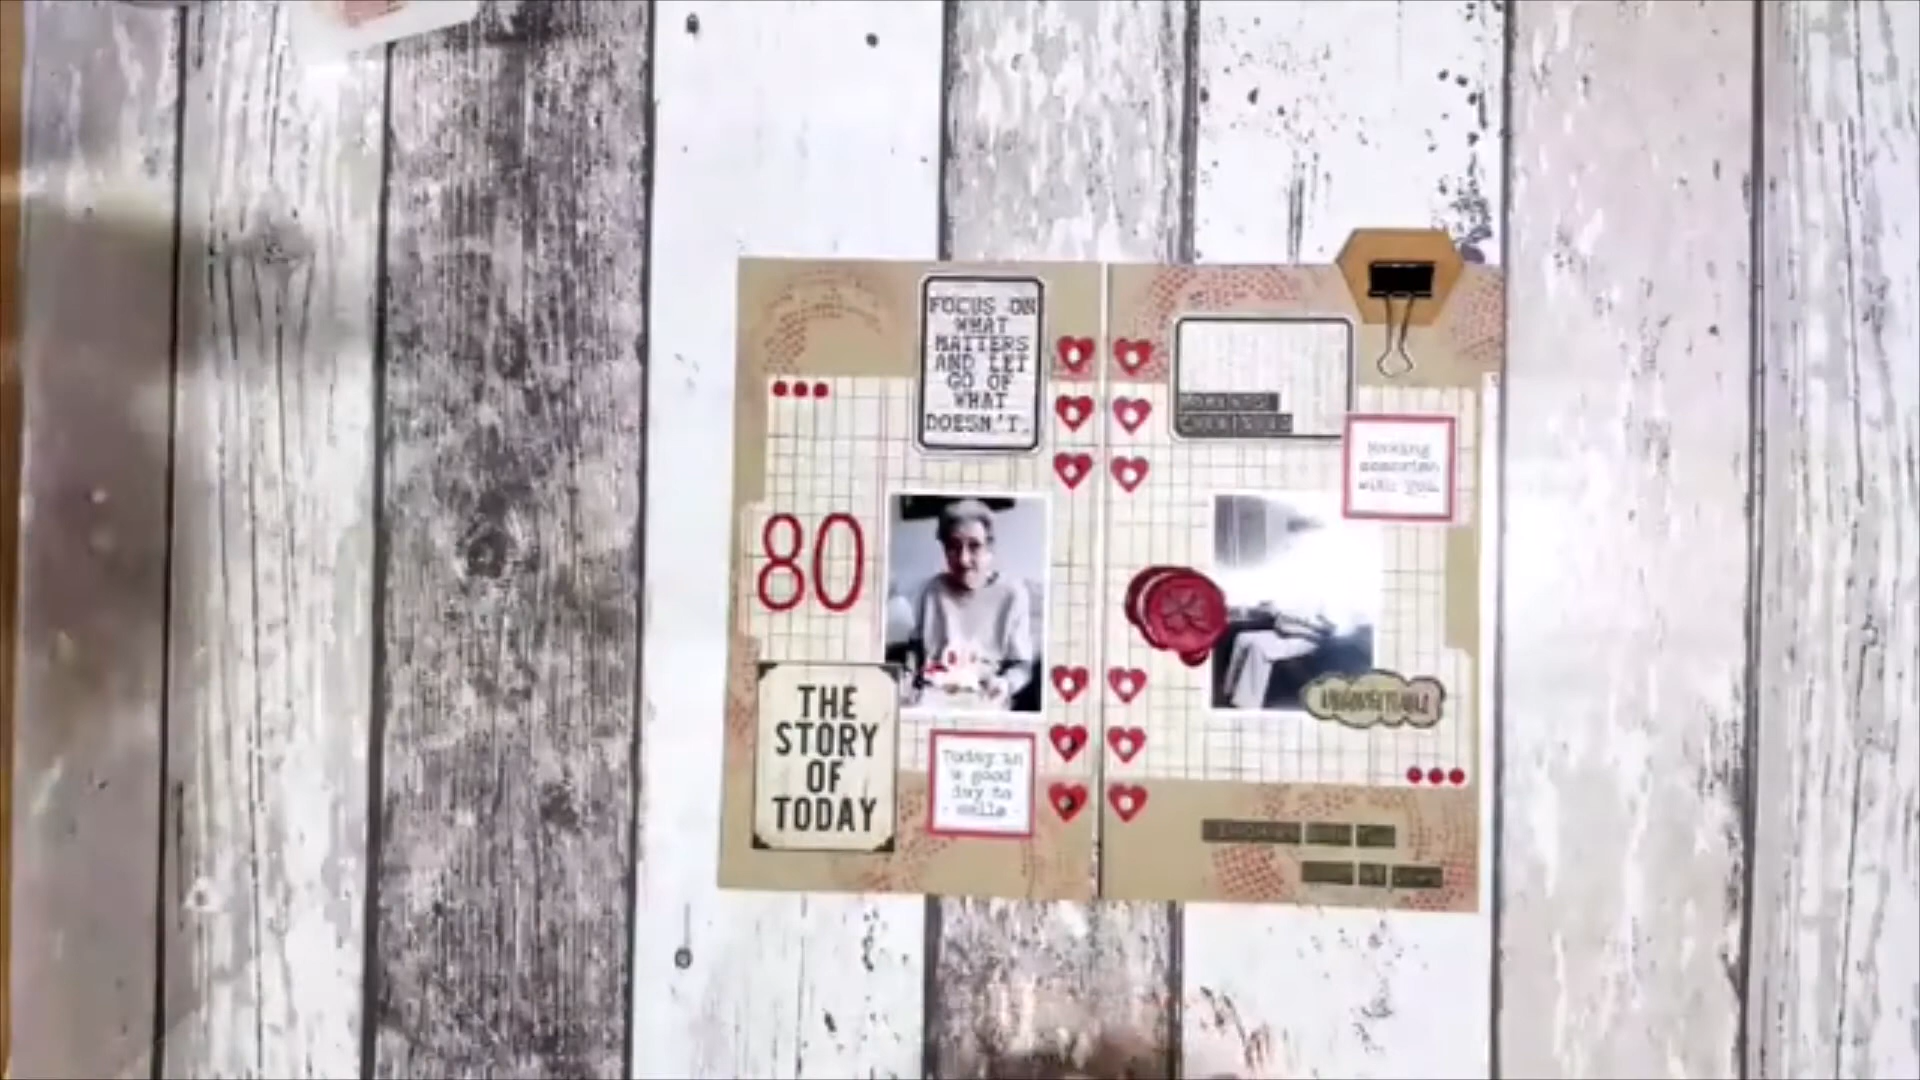 FOCUS ON
WHAT
MATTERS
AND LET
GO OF
WHAT
DOESN'T.
80
THE
STORY
OF
TODAY
Today is
a good
day to
- smile -
Making
memories
with you.
UNFORGETTABLE